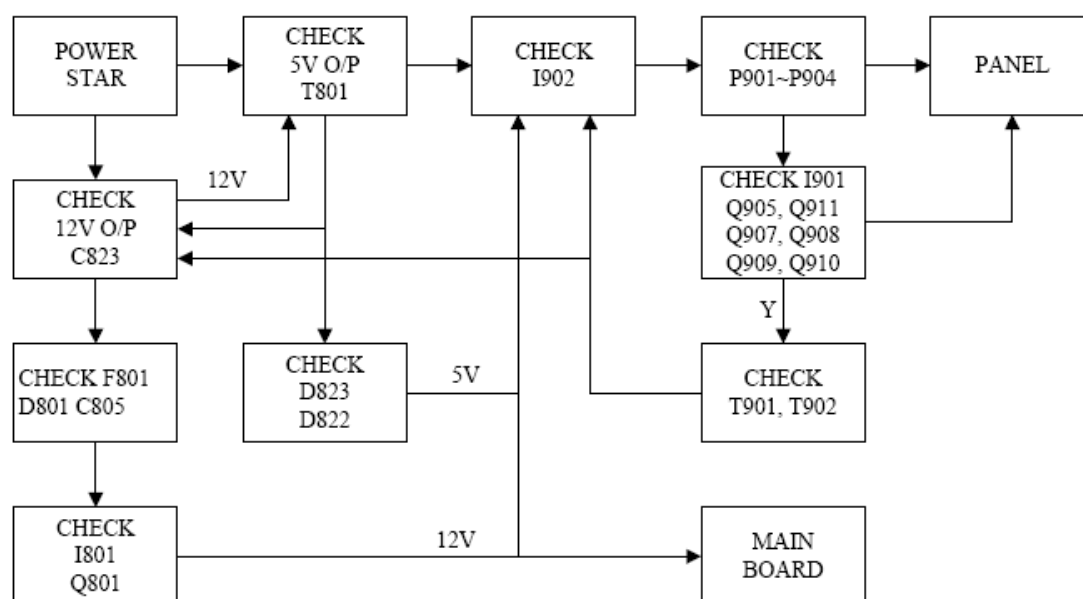 POWER
STAR
CHECK
5V O/P
T801
CHECK
I902
CHECK
P901~P904
PANEL
12V
CHECK
12V O/P
C823
CHECK I901
Q905, Q911
Q907, Q908
Q909, Q910
Y
CHECK F801
D801 C805
CHECK
D823
D822
5V
CHECK
T901, T902
CHECK
I801
Q801
12V
MAIN
BOARD